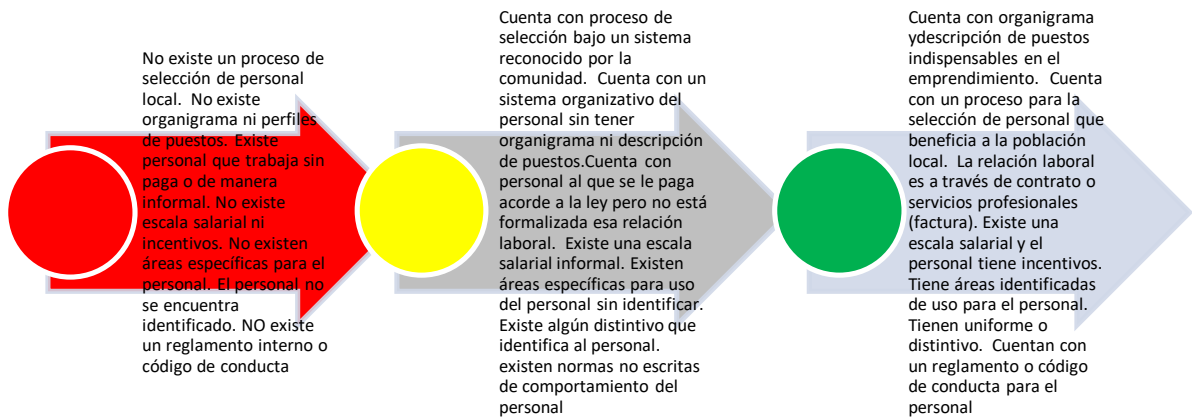 No existe un proceso de
selección de personal
local.  No existe
organigrama ni perfiles
de puestos. Existe
personal que trabaja sin
paga o de manera
informal. No existe
escala salarial ni
incentivos. No existen
áreas específicas para el
personal. El personal no
se encuentra
identificado. NO existe
un reglamento interno o
código de conducta
Cuenta con proceso de
selección bajo un sistema
reconocido por la
comunidad.  Cuenta con un
sistema organizativo del
personal sin tener
organigrama ni descripción
de puestos.Cuenta con
personal al que se le paga
acorde a la ley pero no está
formalizada esa relación
laboral.  Existe una escala
salarial informal. Existen
áreas específicas para uso
del personal sin identificar.
Existe algún distintivo que
identifica al personal.
existen normas no escritas
de comportamiento del
personal
Cuenta con organigrama
ydescripción de puestos
indispensables en el
emprendimiento.  Cuenta
con un proceso para la
selección de personal que
beneficia a la población
local.  La relación laboral
es a través de contrato o
servicios profesionales
(factura). Existe una
escala salarial y el
personal tiene incentivos.
Tiene áreas identificadas
de uso para el personal.
Tienen uniforme o
distintivo.  Cuentan con
un reglamento o código
de conducta para el
personal